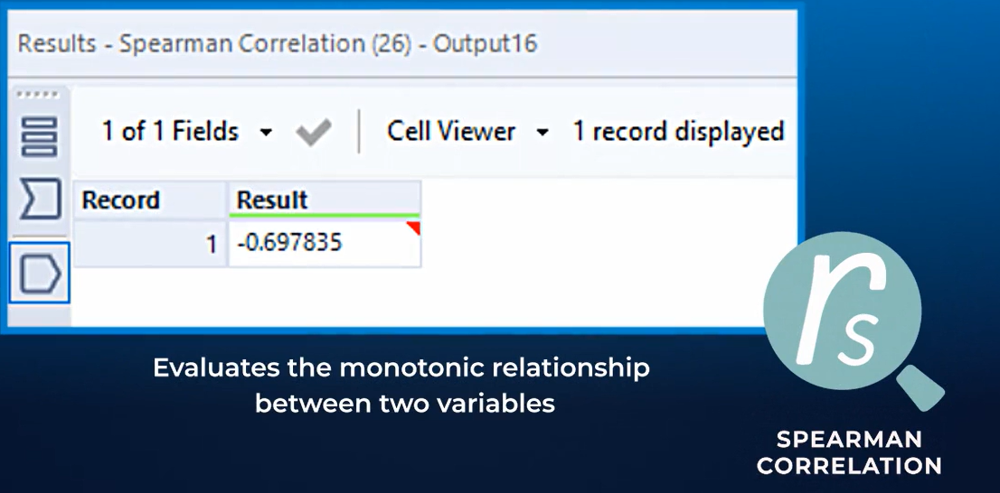 Results - Spearman Correlation (26) - Output16
1 of 1 Fields Cell Viewer 1 record displayed
Record Result
1 -0.697835
rs
Evaluates the monotonic relationship
between two variables
SPEARMAN
CORRELATION